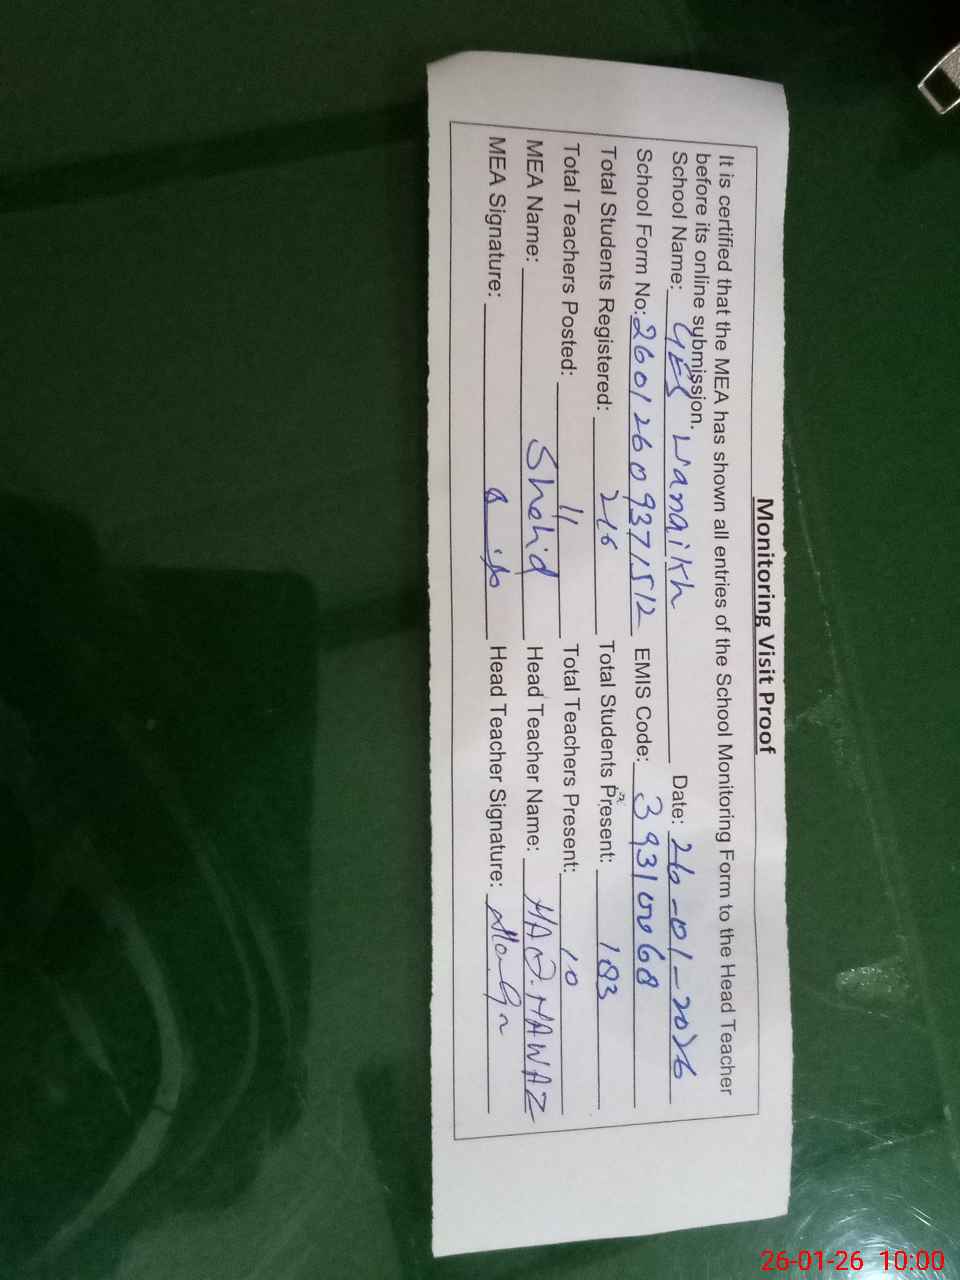 Monitoring Visit Proof
It is certified that the MEA has shown all entries of the School Monitoring Form to the Head Teacher
before its online submission.
School Name: GES Wanaikh Date: 26-01-2026
School Form No: 26012609371512 EMIS Code: 39310068
Total Students Registered: 216 Total Students Present: 183
Total Teachers Posted: 11 Total Teachers Present: 10
MEA Name: Shahid Head Teacher Name: NAWAZ
MEA Signature: Head Teacher Signature:
26-01-26 10:00